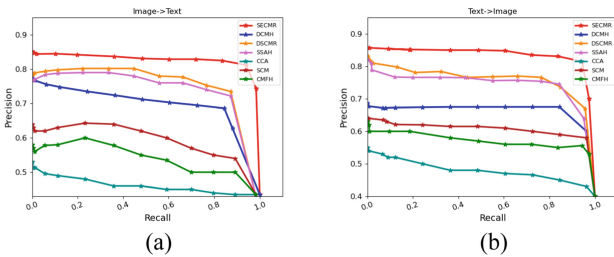 Image->Text
Precision
0.9
0.8
0.7
0.6
0.5
0.0
0.2
0.4
0.6
0.8
1.0
Recall
SECMR
DCMH
DSCMR
SSAH
CCA
SCM
CMFH
(a)
Text->Image
Precision
0.9
0.8
0.7
0.6
0.5
0.4
0.0
0.2
0.4
0.6
0.8
1.0
Recall
SECMR
DCMH
DSCMR
SSAH
CCA
SCM
CMFH
(b)